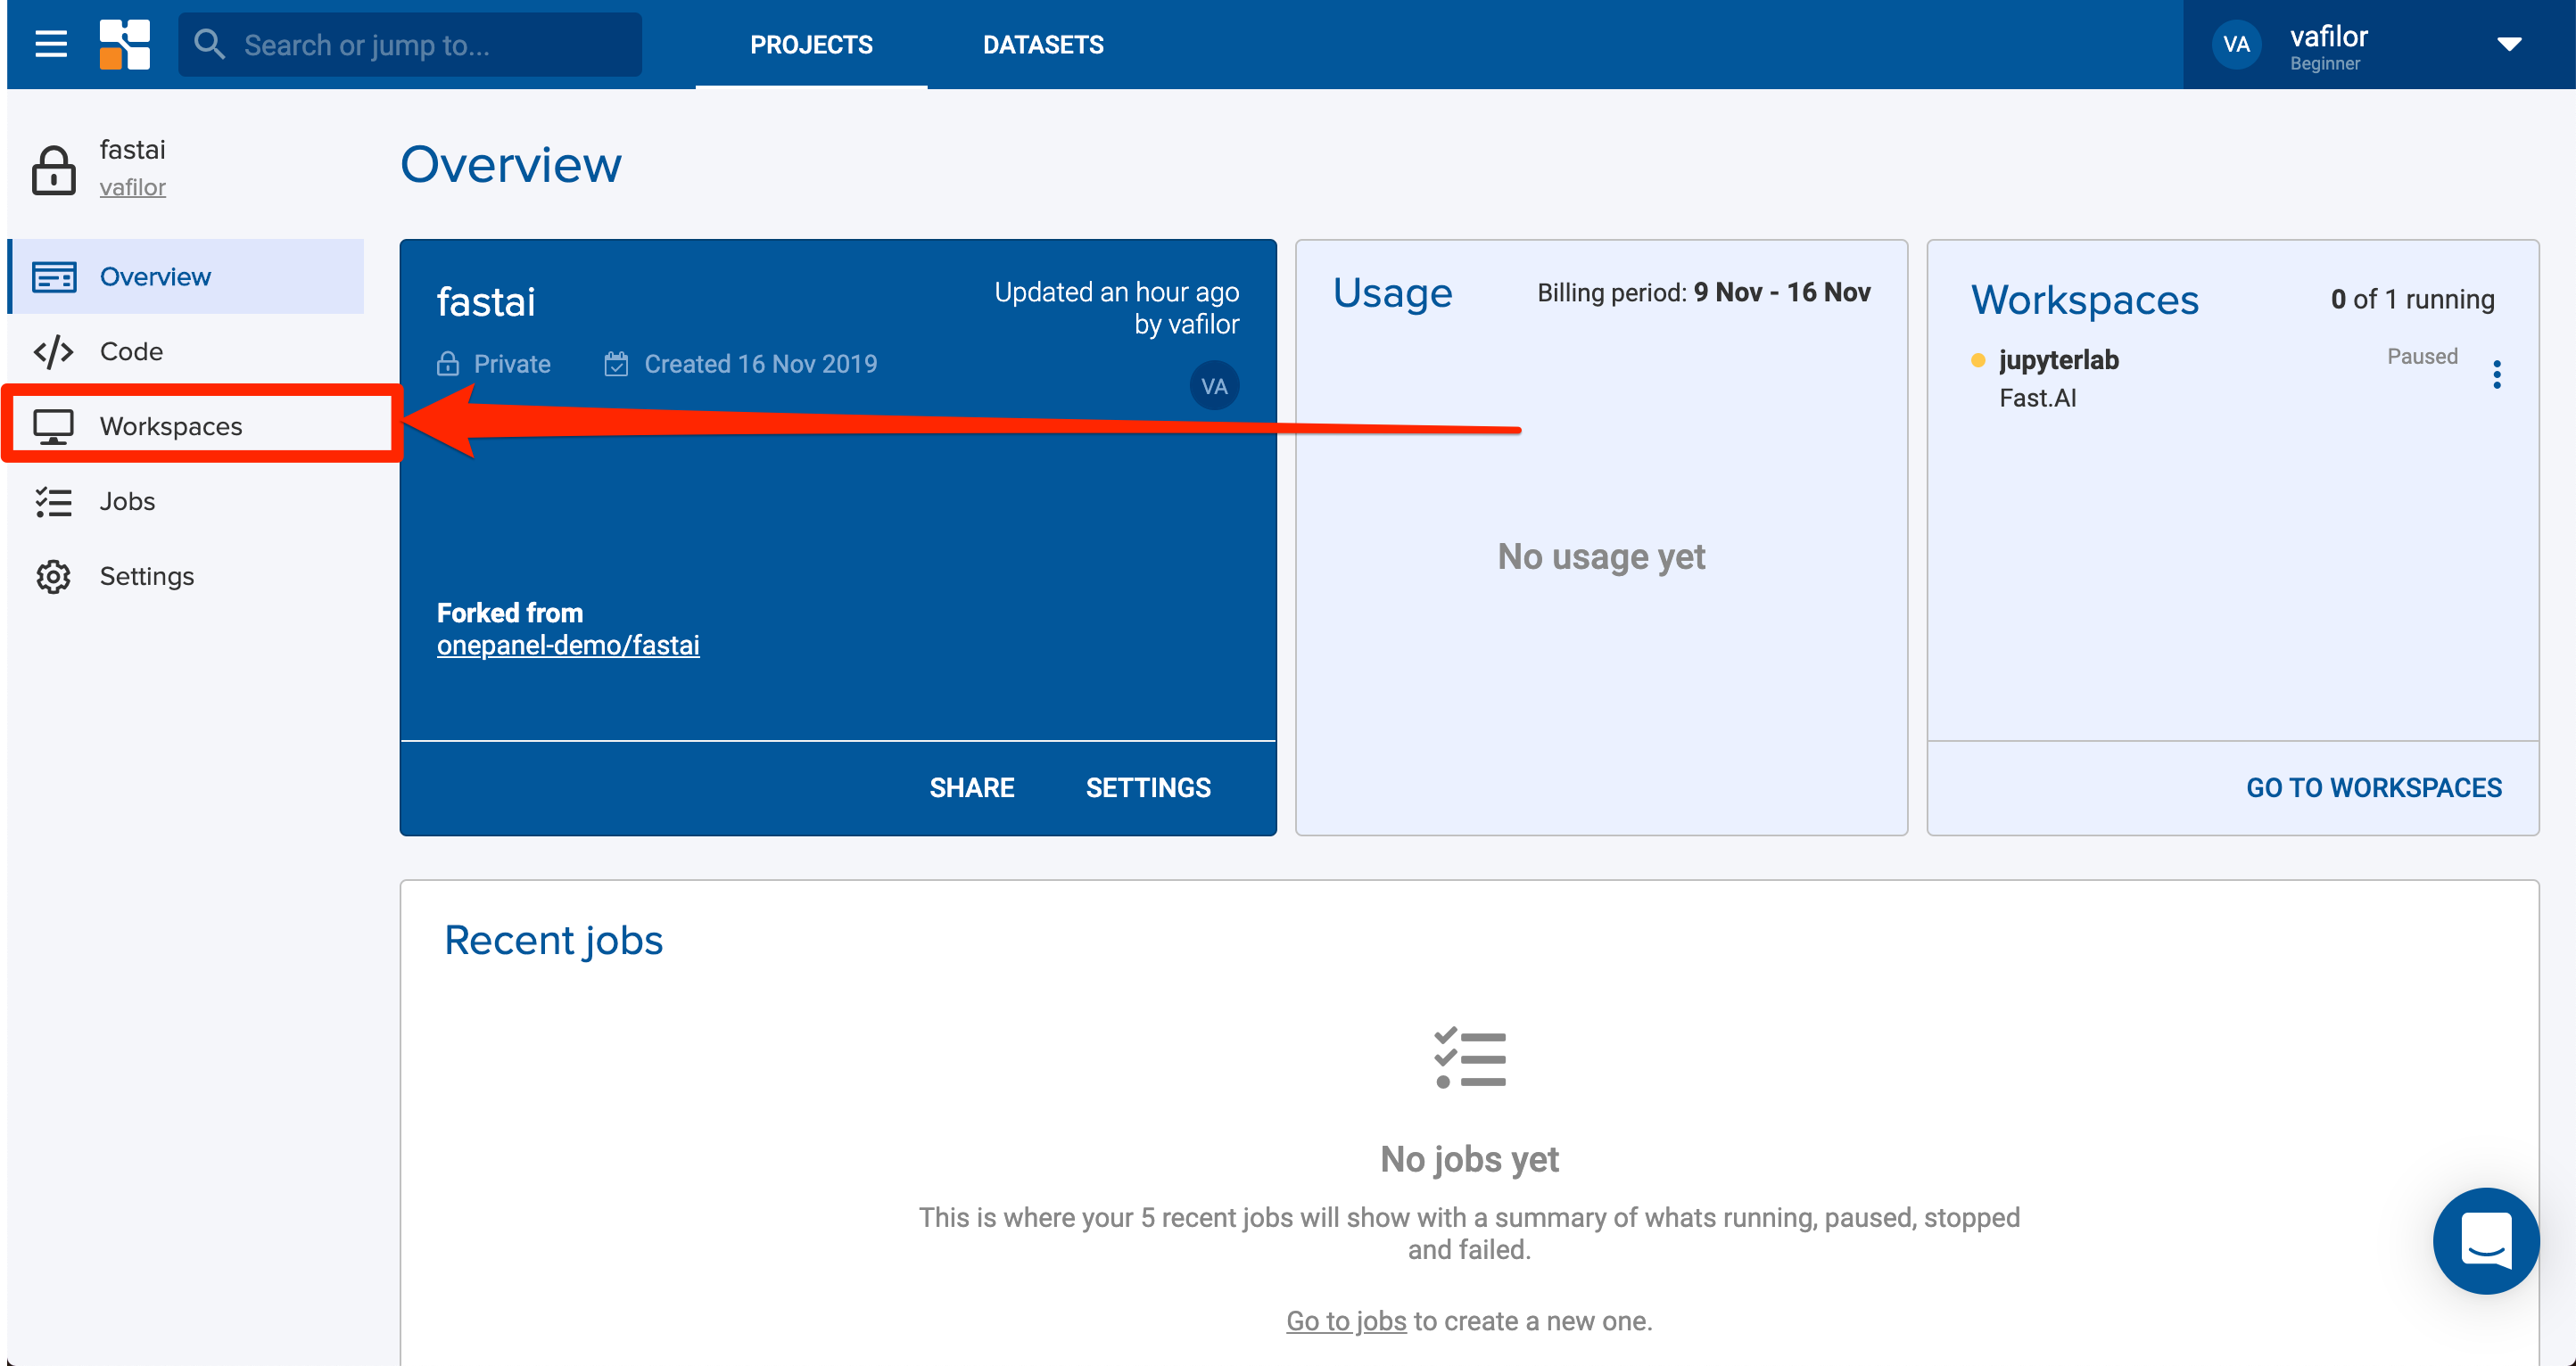 Search or jump to...
PROJECTS
DATASETS
VA
vafilor
Beginner
fastai
vafilor
Overview
Code
Workspaces
Jobs
Settings
Overview
fastai
Updated an hour ago
by vafilor
Private
Created 16 Nov 2019
VA
Forked from
onepanel-demo/fastai
SHARE
SETTINGS
Usage
Billing period: 9 Nov - 16 Nov
No usage yet
Workspaces
0 of 1 running
jupyterlab
Paused
Fast.AI
GO TO WORKSPACES
Recent jobs
No jobs yet
This is where your 5 recent jobs will show with a summary of whats running, paused, stopped
and failed.
Go to jobs to create a new one.